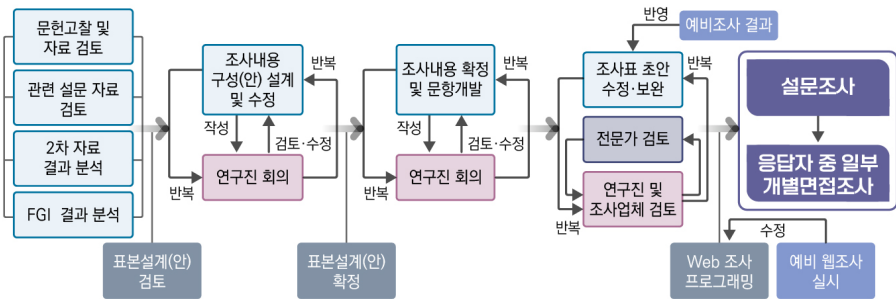 문헌고찰 및
자료 검토
관련 설문 자료
검토
2차 자료
결과 분석
FGI 결과 분석
표본설계(안)
검토
조사내용
구성(안) 설계
및 수정
반복
작성
검토·수정
연구진 회의
반복
표본설계(안)
확정
조사내용 확정
및 문항개발
반복
작성
검토·수정
연구진 회의
반복
반영
예비조사 결과
조사표 초안
수정·보완
반복
전문가 검토
연구진 및
조사업체 검토
반복
Web 조사
프로그래밍
수정
예비 웹조사
실시
설문조사
응답자 중 일부
개별면접조사